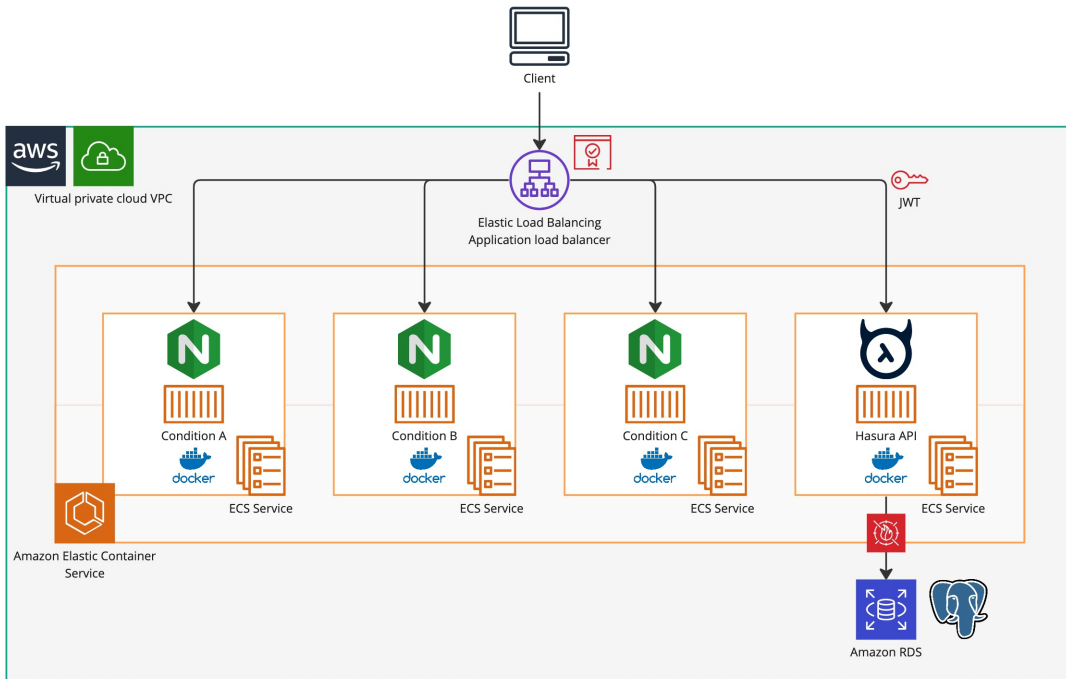 Client
aws
Virtual private cloud VPC
Elastic Load Balancing
Application load balancer
JWT
N
N
N
Condition A
Condition B
Condition C
Hasura API
docker
docker
docker
docker
ECS Service
ECS Service
ECS Service
ECS Service
Amazon Elastic Container
Service
Amazon RDS